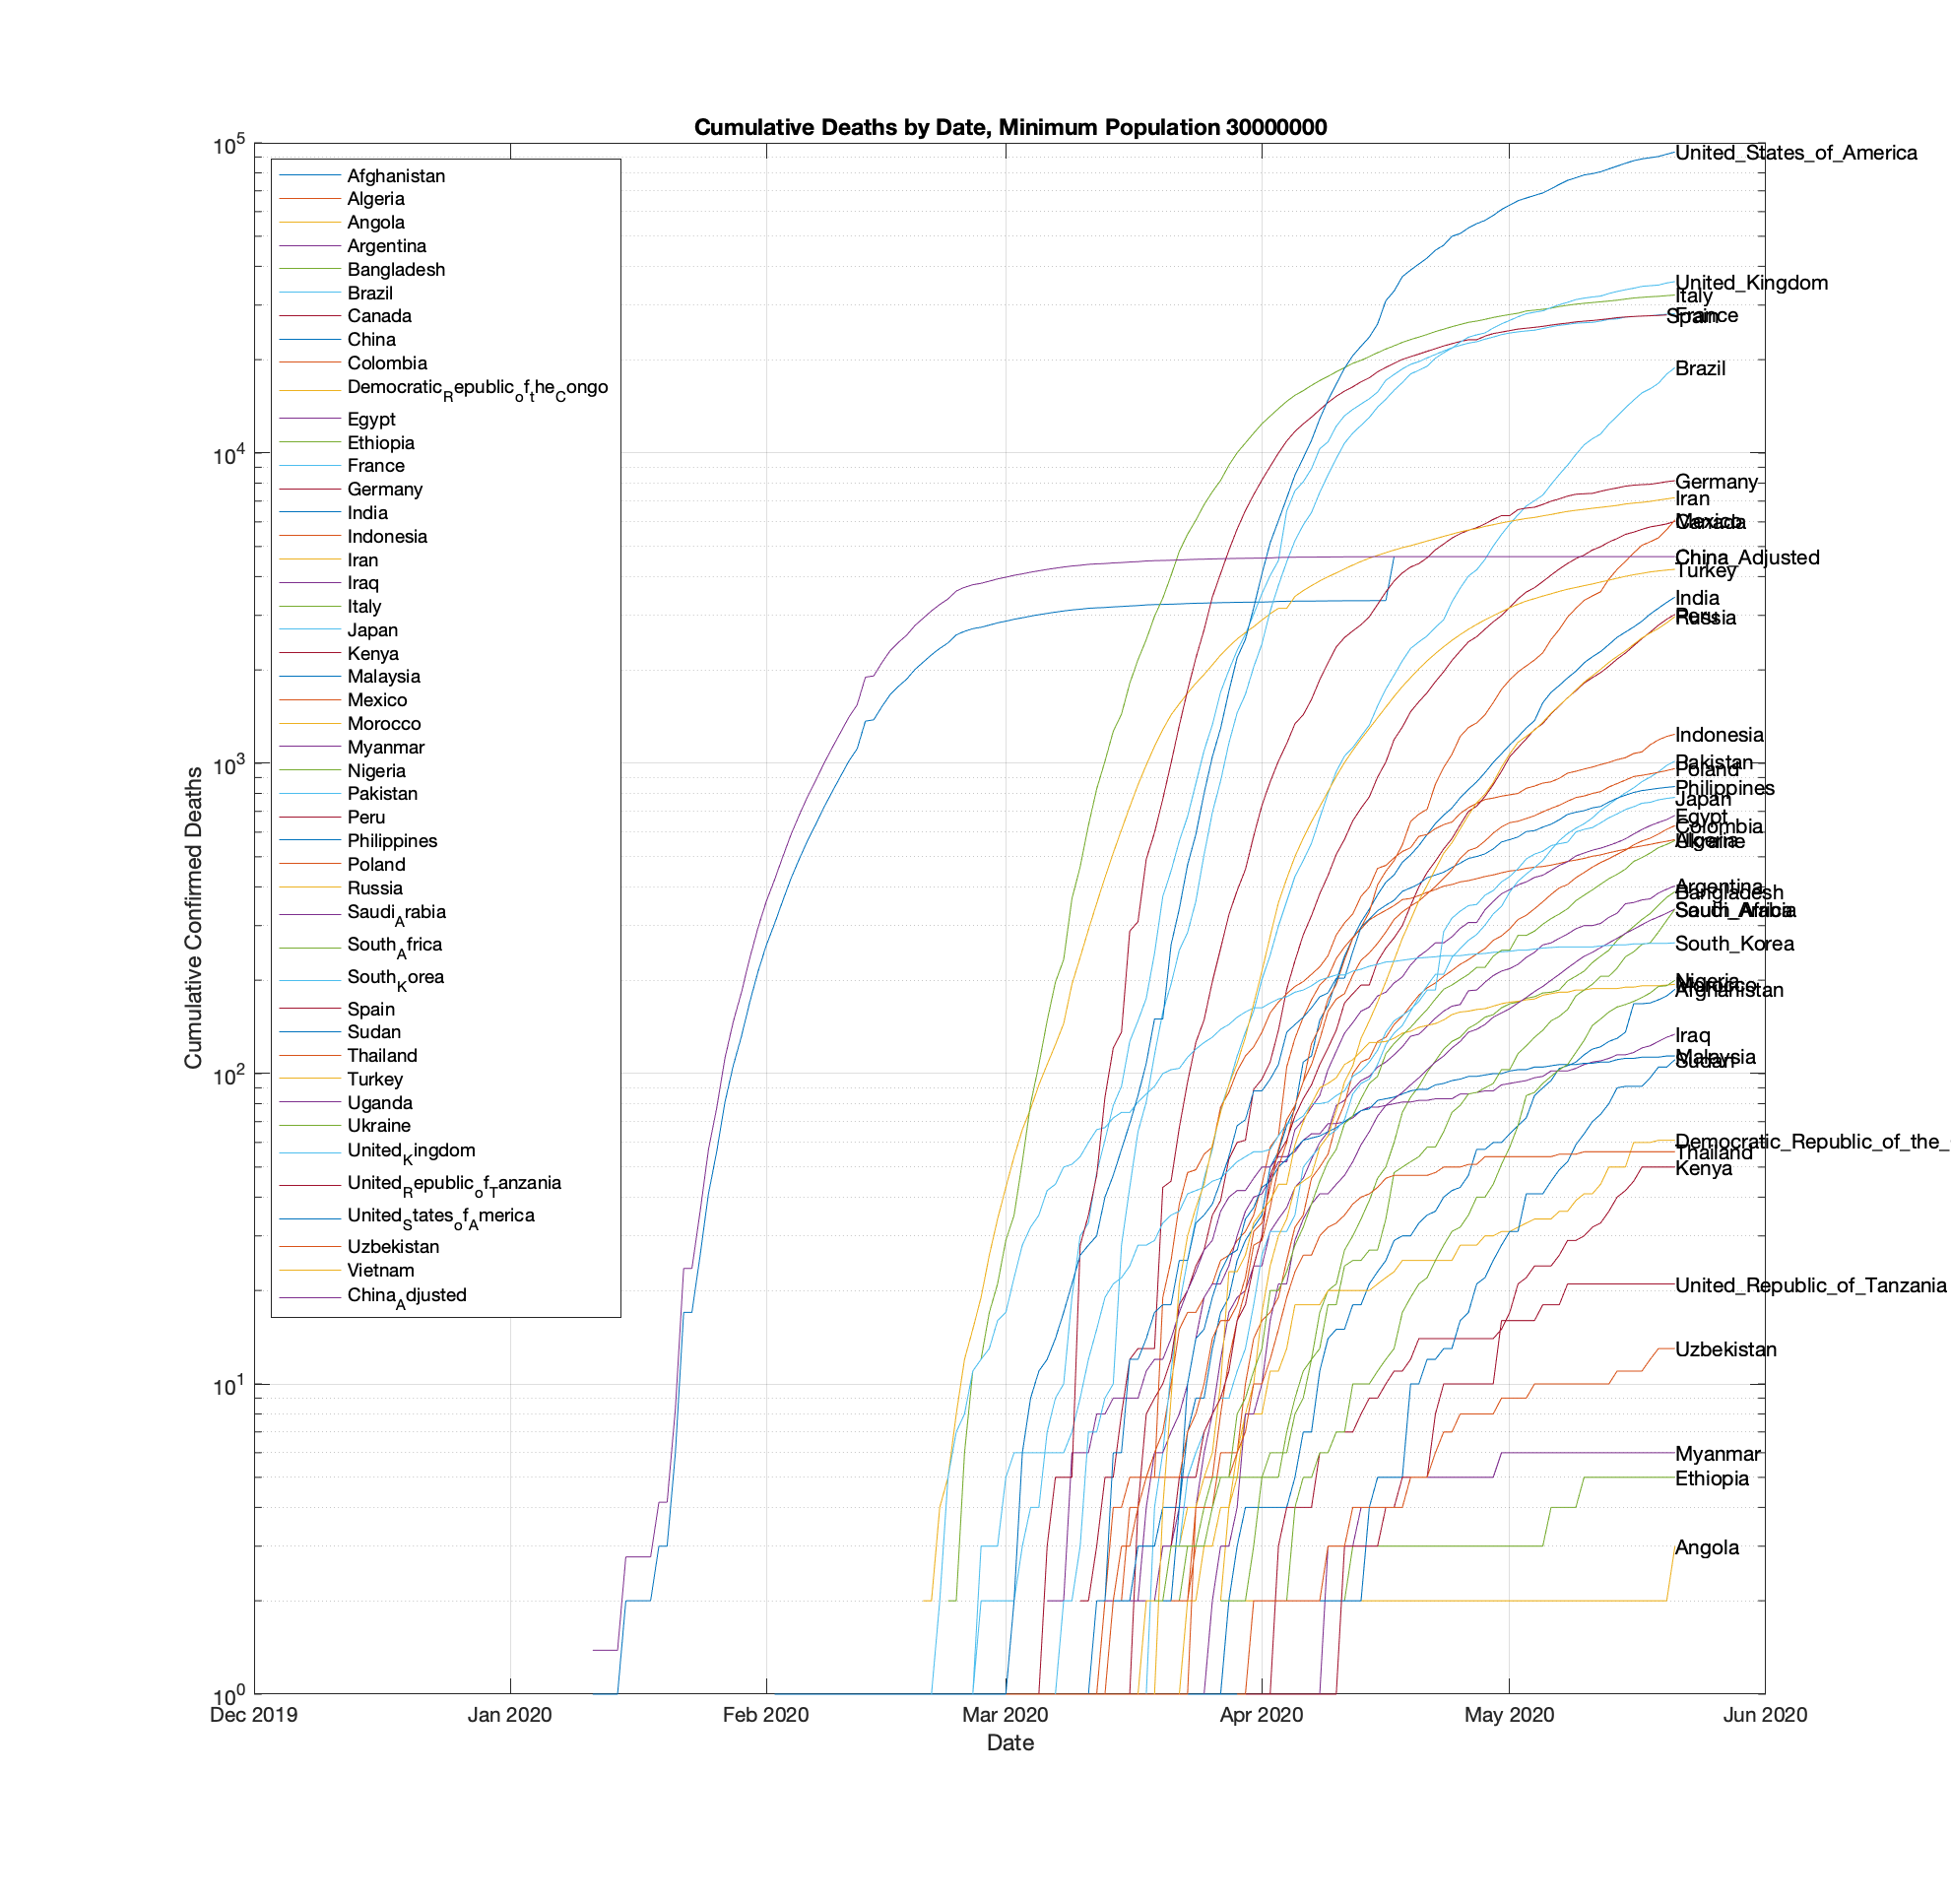 Cumulative Deaths by Date, Minimum Population 30000000
10^5
10^4
10^3
10^2
10^1
10^0
Cumulative Confirmed Deaths
Afghanistan
Algeria
Angola
Argentina
Bangladesh
Brazil
Canada
China
Colombia
Democratic_Republic_of_the_Congo
Egypt
Ethiopia
France
Germany
India
Indonesia
Iran
Iraq
Italy
Japan
Kenya
Malaysia
Mexico
Morocco
Myanmar
Nigeria
Pakistan
Peru
Philippines
Poland
Russia
Saudi_Arabia
South_Africa
South_Korea
Spain
Sudan
Thailand
Turkey
Uganda
Ukraine
United_Kingdom
United_Republic_of_Tanzania
United_States_of_America
Uzbekistan
Vietnam
China_Adjusted
United_States_of_America
United_Kingdom
Italy
Spain
France
Brazil
Germany
Iran
Mexico
Canada
China_Adjusted
Turkey
India
Peru
Russia
Indonesia
Pakistan
Poland
Philippines
Japan
Egypt
Colombia
Algeria
Ukraine
Argentina
Bangladesh
South_Africa
Saudi_Arabia
South_Korea
Nigeria
Morocco
Afghanistan
Iraq
Malaysia
Sudan
Democratic_Republic_of_the_
Thailand
Kenya
United_Republic_of_Tanzania
Uzbekistan
Myanmar
Ethiopia
Angola
Dec 2019
Jan 2020
Feb 2020
Mar 2020
Apr 2020
May 2020
Jun 2020
Date